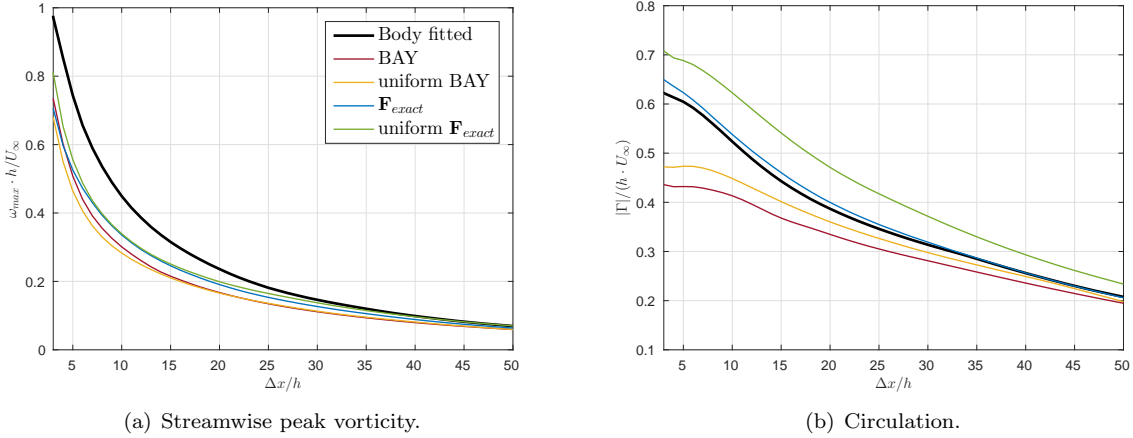 1
0.8
0.6
0.4
0.2
0
5 10 15 20 25 30 35 40 45 50
Δx/h
ω_max · h/U_∞
Body fitted
BAY
uniform BAY
F_exact
uniform F_exact
(a) Streamwise peak vorticity.
0.8
0.7
0.6
0.5
0.4
0.3
0.2
0.1
5 10 15 20 25 30 35 40 45 50
Δx/h
|Γ|/(h · U_∞)
(b) Circulation.